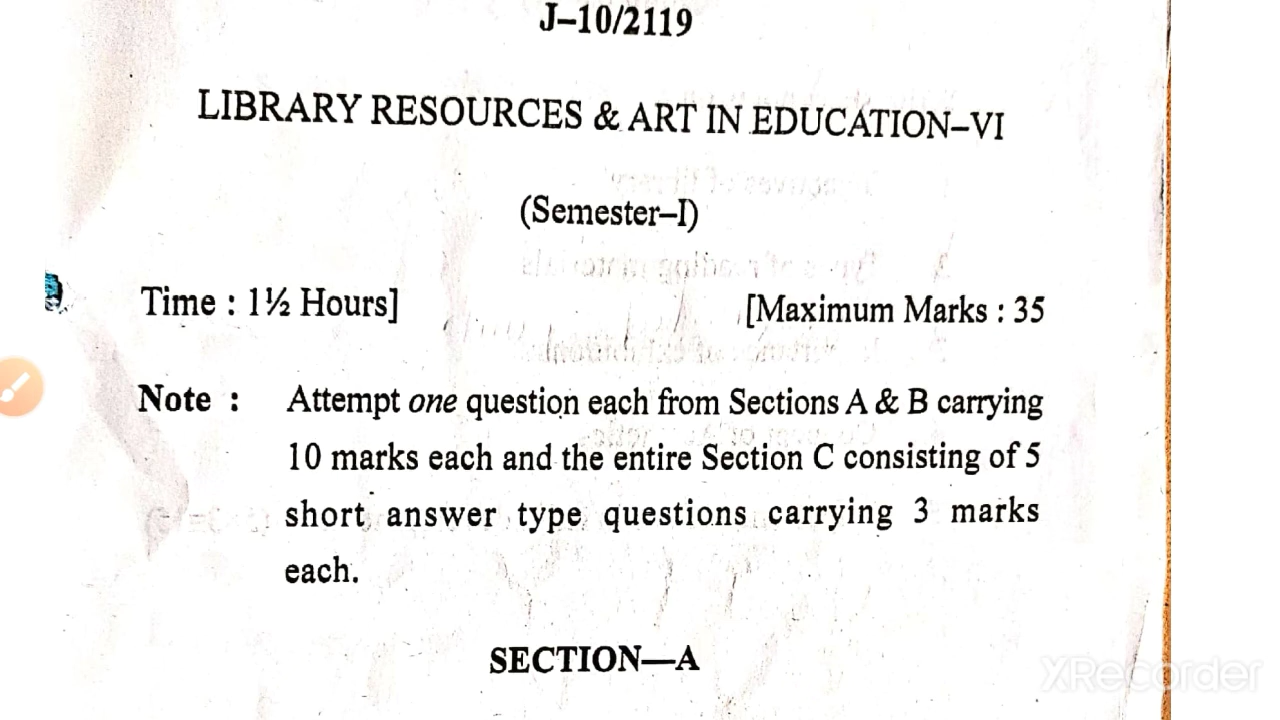 J–10/2119
LIBRARY RESOURCES & ART IN EDUCATION–VI
(Semester–I)
Time : 1½ Hours]
[Maximum Marks : 35
Note : Attempt one question each from Sections A & B carrying
10 marks each and the entire Section C consisting of 5
short answer type questions carrying 3 marks
each.
SECTION—A
XRecorder